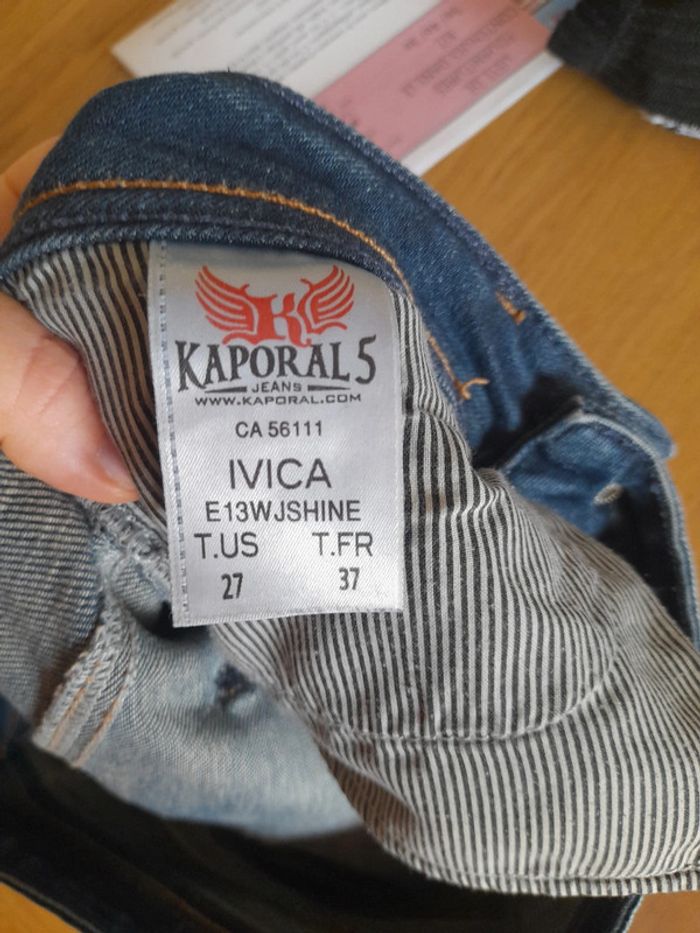 KAPORAL 5
JEANS
WWW.KAPORAL.COM
CA 56111
IVICA
E13WJSHINE
T.US T.FR
27 37